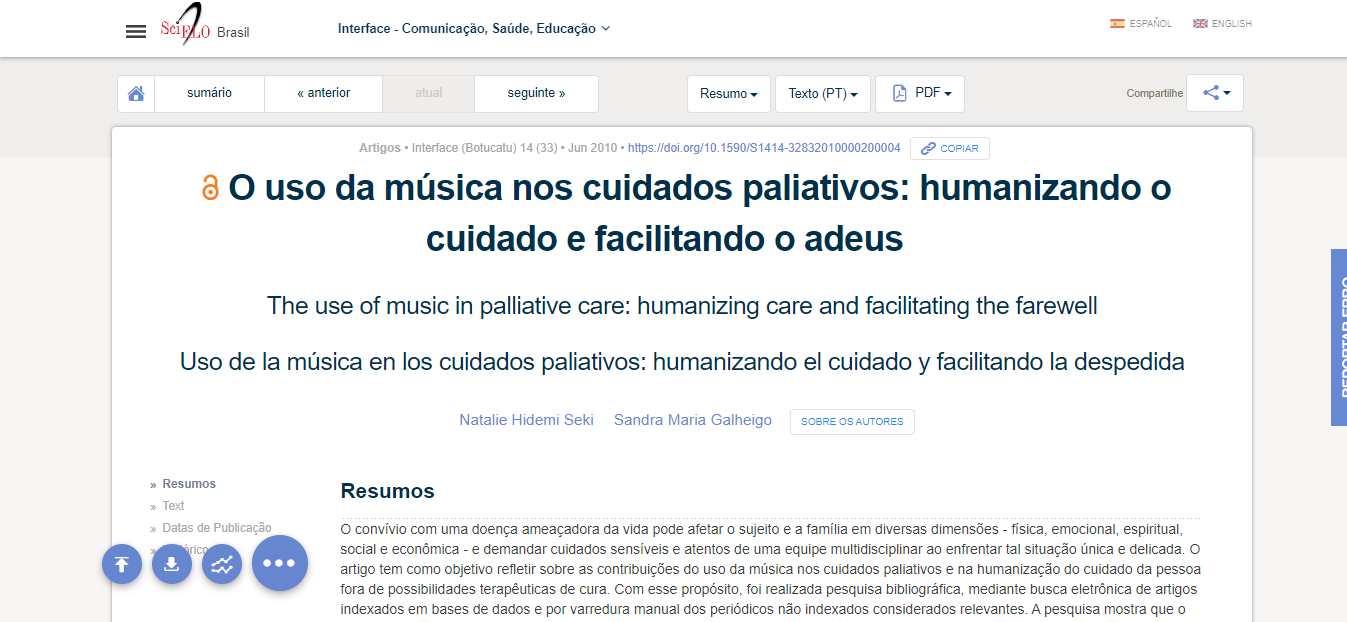 SciELO Brasil
Interface - Comunicação, Saúde, Educação
ESPAÑOL
ENGLISH
sumário
« anterior
atual
seguinte »
Resumo
Texto (PT)
PDF
Compartilhe
Artigos • Interface (Botucatu) 14 (33) • Jun 2010 • https://doi.org/10.1590/S1414-32832010000200004
COPIAR
O uso da música nos cuidados paliativos: humanizando o
cuidado e facilitando o adeus
The use of music in palliative care: humanizing care and facilitating the farewell
Uso de la música en los cuidados paliativos: humanizando el cuidado y facilitando la despedida
Natalie Hidemi Seki
Sandra Maria Galheigo
SOBRE OS AUTORES
» Resumos
» Text
» Datas de Publicação
»
Resumos
O convívio com uma doença ameaçadora da vida pode afetar o sujeito e a família em diversas dimensões - física, emocional, espiritual,
social e econômica - e demandar cuidados sensíveis e atentos de uma equipe multidisciplinar ao enfrentar tal situação única e delicada. O
artigo tem como objetivo refletir sobre as contribuições do uso da música nos cuidados paliativos e na humanização do cuidado da pessoa
fora de possibilidades terapêuticas de cura. Com esse propósito, foi realizada pesquisa bibliográfica, mediante busca eletrônica de artigos
indexados em bases de dados e por varredura manual dos periódicos não indexados considerados relevantes. A pesquisa mostra que o
REPORTAR ERRO